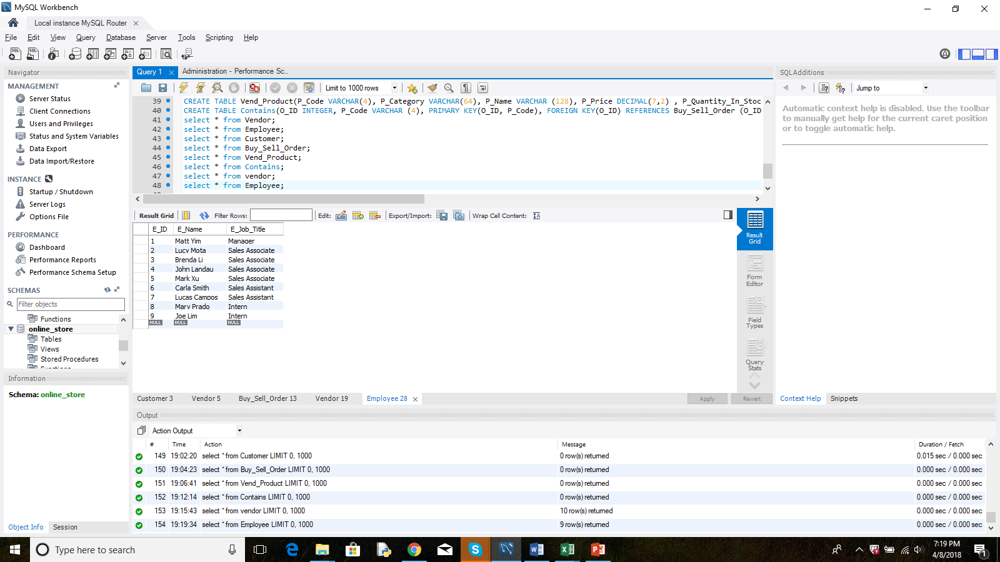 MySQL Workbench
Local instance MySQL Router
File Edit View Query Database Server Tools Scripting Help
Navigator
MANAGEMENT
Server Status
Client Connections
Users and Privileges
Status and System Variables
Data Export
Data Import/Restore
INSTANCE
Startup / Shutdown
Server Logs
Options File
PERFORMANCE
Dashboard
Performance Reports
Performance Schema Setup
SCHEMAS
Filter objects
Functions
online_store
Tables
Views
Stored Procedures
Functions
Information
Schema: online_store
Object Info Session
Query 1 Administration - Performance Sc...
Limit to 1000 rows
39 CREATE TABLE Vend_Product(P_Code VARCHAR(4), P_Category VARCHAR(64), P_Name VARCHAR (128), P_Price DECIMAL(7,2) , P_Quantity_In_Stoc
40 CREATE TABLE Contains(O_ID INTEGER, P_Code VARCHAR (4), PRIMARY KEY(O_ID, P_Code), FOREIGN KEY(O_ID) REFERENCES Buy_Sell_Order (O_ID
41 select * from Vendor;
42 select * from Employee;
43 select * from Customer;
44 select * from Buy_Sell_Order;
45 select * from Vend_Product;
46 select * from Contains;
47 select * from vendor;
48 select * from Employee;
Result Grid Filter Rows: Edit: Export/Import: Wrap Cell Content:
E_ID E_Name E_Job_Title
1 Matt Yim Manager
2 Lucy Mota Sales Associate
3 Brenda Li Sales Associate
4 John Landau Sales Associate
5 Mark Xu Sales Associate
6 Carla Smith Sales Assistant
7 Lucas Campos Sales Assistant
8 Mary Prado Intern
9 Joe Lim Intern
NULL NULL NULL
Result
Grid
Form
Editor
Field
Types
Query
Stats
Customer 3 Vendor 5 Buy_Sell_Order 13 Vendor 19 Employee 28
Apply Revert
SQLAdditions
Jump to
Automatic context help is disabled. Use the toolbar
to manually get help for the current caret position
or to toggle automatic help.
Context Help Snippets
Output
Action Output
# Time Action Message Duration / Fetch
149 19:02:20 select * from Customer LIMIT 0, 1000 0 row(s) returned 0.015 sec / 0.000 sec
150 19:04:23 select * from Buy_Sell_Order LIMIT 0, 1000 0 row(s) returned 0.000 sec / 0.000 sec
151 19:06:41 select * from Vend_Product LIMIT 0, 1000 0 row(s) returned 0.000 sec / 0.000 sec
152 19:12:14 select * from Contains LIMIT 0, 1000 0 row(s) returned 0.000 sec / 0.000 sec
153 19:15:43 select * from vendor LIMIT 0, 1000 10 row(s) returned 0.000 sec / 0.000 sec
154 19:19:34 select * from Employee LIMIT 0, 1000 9 row(s) returned 0.000 sec / 0.000 sec
Type here to search
7:19 PM
4/8/2018
1